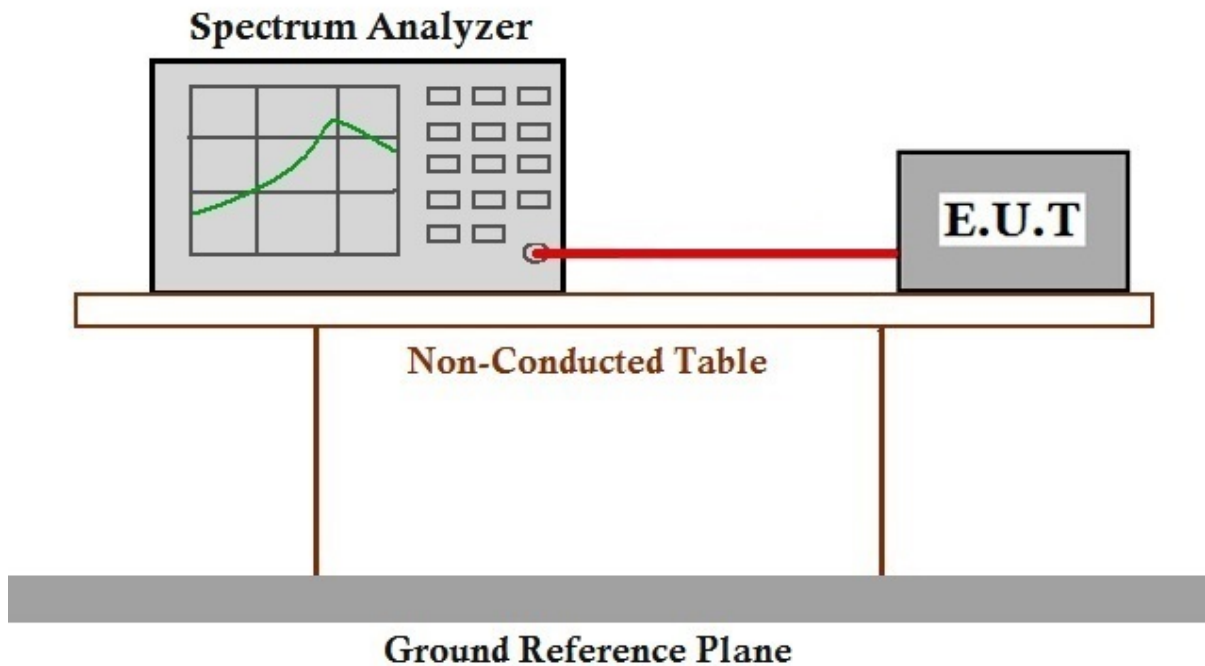 Spectrum Analyzer
E.U.T
Non-Conducted Table
Ground Reference Plane